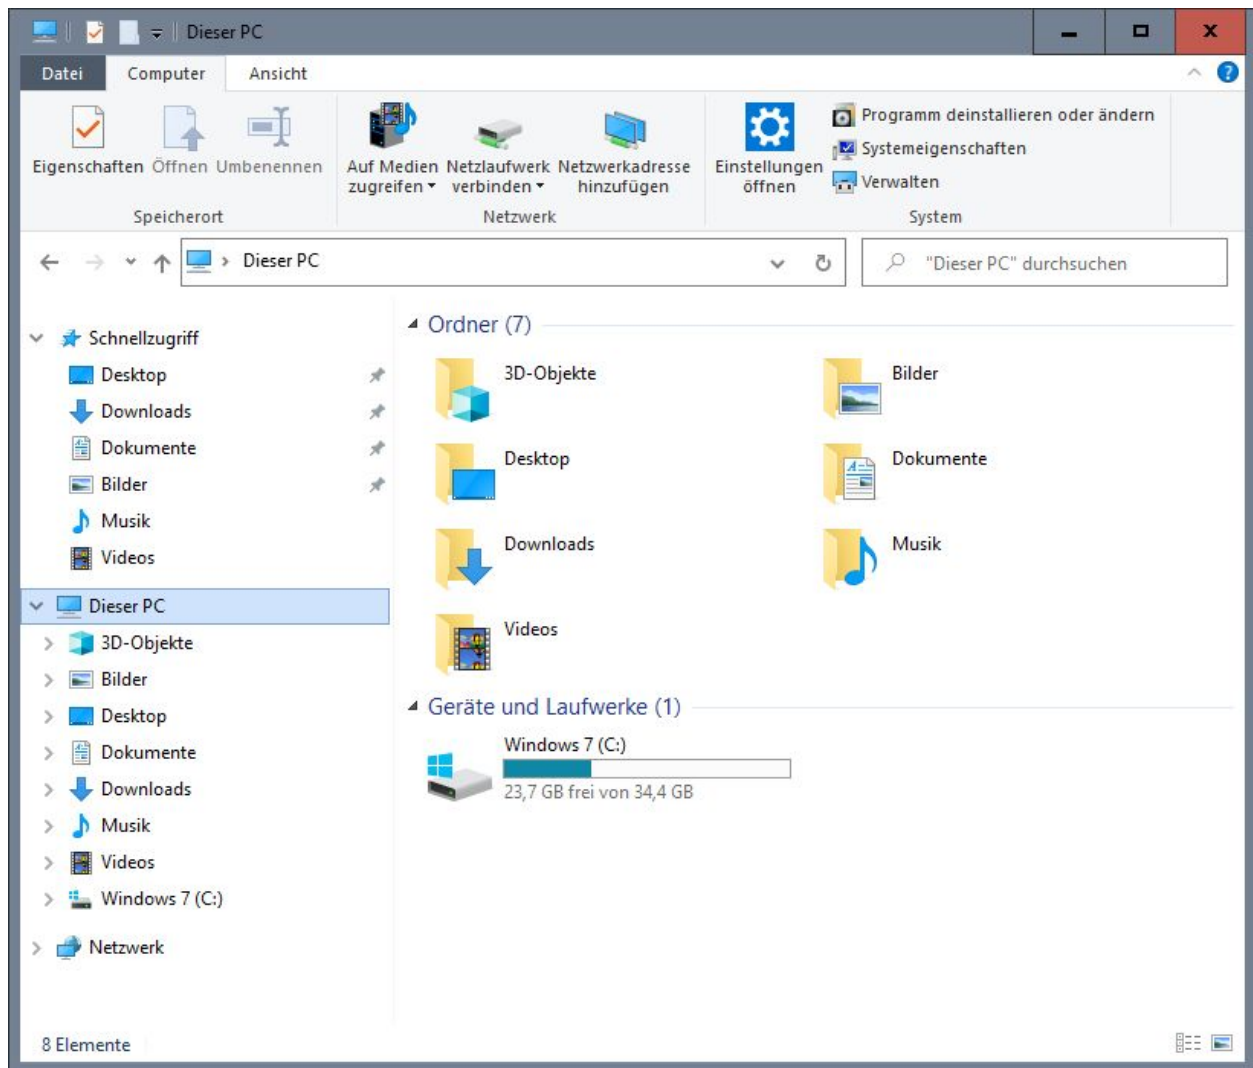 Dieser PC
Datei Computer Ansicht
Eigenschaften Öffnen Umbenennen
Speicherort
Auf Medien zugreifen
Netzlaufwerk verbinden
Netzwerkadresse hinzufügen
Netzwerk
Einstellungen öffnen
Programm deinstallieren oder ändern
Systemeigenschaften
Verwalten
System
Dieser PC
"Dieser PC" durchsuchen
Schnellzugriff
Desktop
Downloads
Dokumente
Bilder
Musik
Videos
Dieser PC
3D-Objekte
Bilder
Desktop
Dokumente
Downloads
Musik
Videos
Windows 7 (C:)
Netzwerk
Ordner (7)
3D-Objekte
Bilder
Desktop
Dokumente
Downloads
Musik
Videos
Geräte und Laufwerke (1)
Windows 7 (C:)
23,7 GB frei von 34,4 GB
8 Elemente